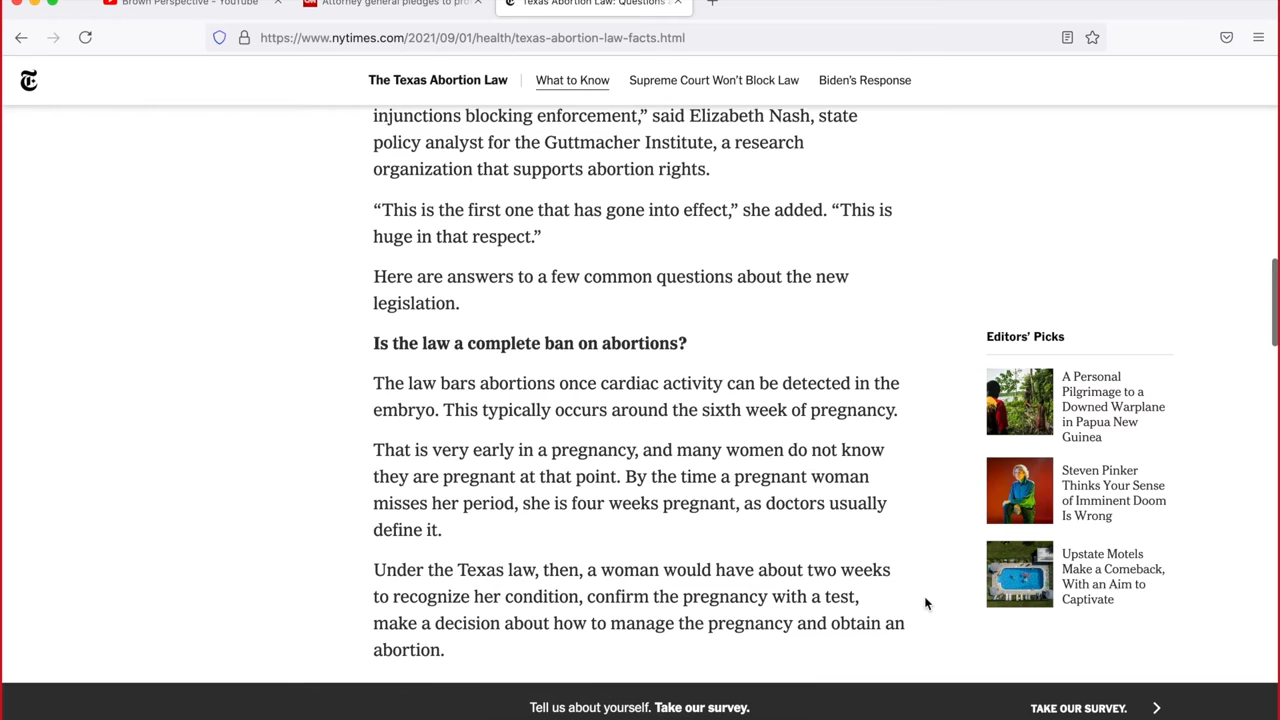 Brown Perspective - YouTube
Attorney general pledges to pro
Texas Abortion Law: Questions
https://www.nytimes.com/2021/09/01/health/texas-abortion-law-facts.html
The Texas Abortion Law
What to Know
Supreme Court Won't Block Law
Biden's Response
injunctions blocking enforcement,” said Elizabeth Nash, state
policy analyst for the Guttmacher Institute, a research
organization that supports abortion rights.
“This is the first one that has gone into effect,” she added. “This is
huge in that respect.”
Here are answers to a few common questions about the new
legislation.
Is the law a complete ban on abortions?
The law bars abortions once cardiac activity can be detected in the
embryo. This typically occurs around the sixth week of pregnancy.
That is very early in a pregnancy, and many women do not know
they are pregnant at that point. By the time a pregnant woman
misses her period, she is four weeks pregnant, as doctors usually
define it.
Under the Texas law, then, a woman would have about two weeks
to recognize her condition, confirm the pregnancy with a test,
make a decision about how to manage the pregnancy and obtain an
abortion.
Editors’ Picks
A Personal
Pilgrimage to a
Downed Warplane
in Papua New
Guinea
Steven Pinker
Thinks Your Sense
of Imminent Doom
Is Wrong
Upstate Motels
Make a Comeback,
With an Aim to
Captivate
Tell us about yourself. Take our survey.
TAKE OUR SURVEY.